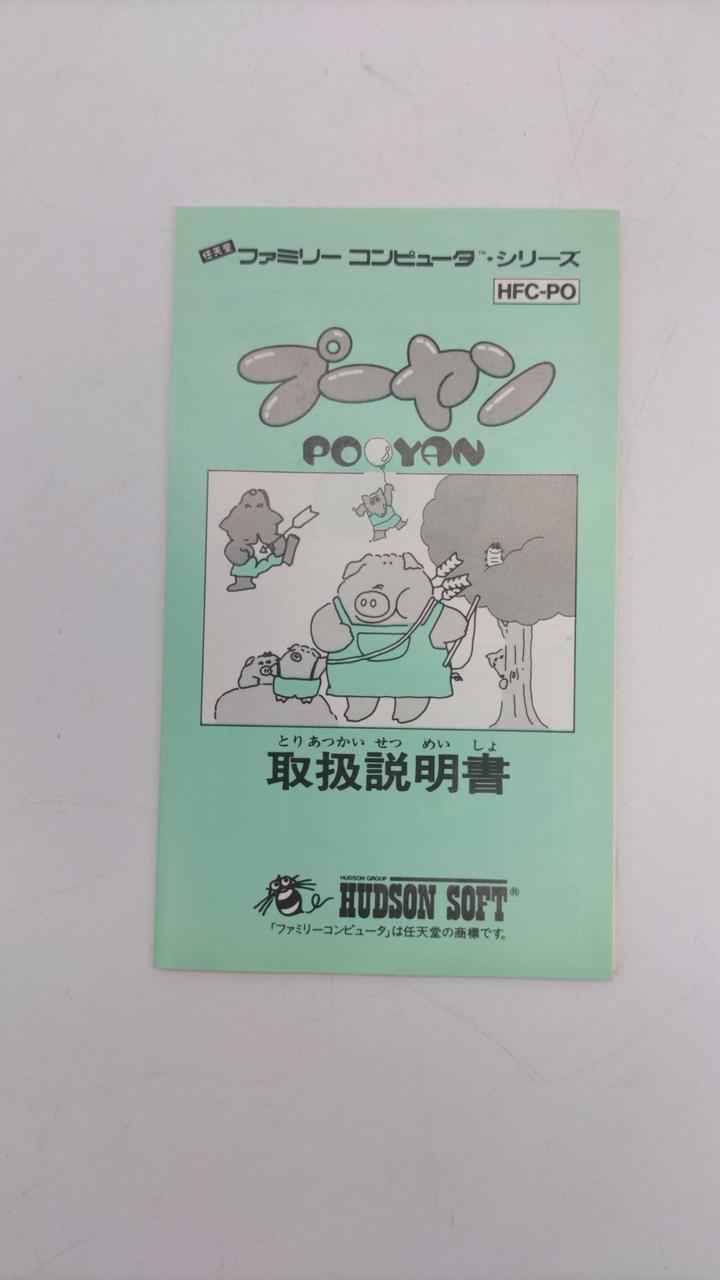 任天堂 ファミリー コンピュータ™・シリーズ
HFC-PO
プーヤン
POOYAN
とりあつかい せつ めい しょ
取扱説明書
HUDSON GROUP
HUDSON SOFT®
「ファミリーコンピュータ」は任天堂の商標です。